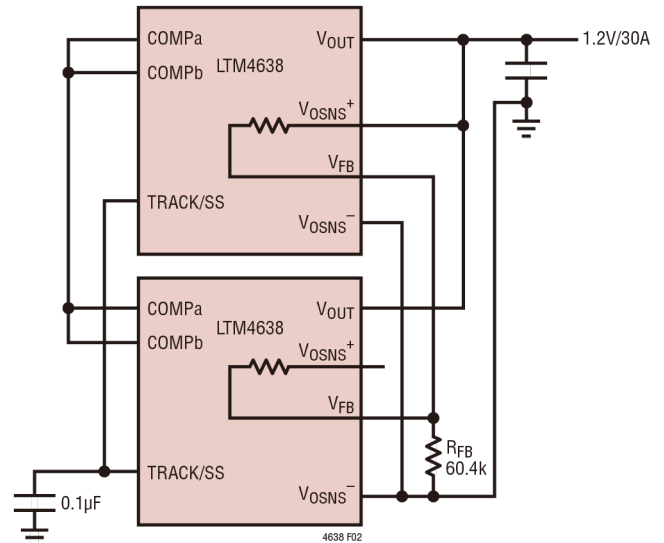 COMPa
COMPb
LTM4638
VOUT
VOSNS+
VFB
TRACK/SS
VOSNS−
1.2V/30A
COMPa
COMPb
LTM4638
VOUT
VOSNS+
VFB
TRACK/SS
VOSNS−
RFB
60.4k
0.1µF
4638 F02